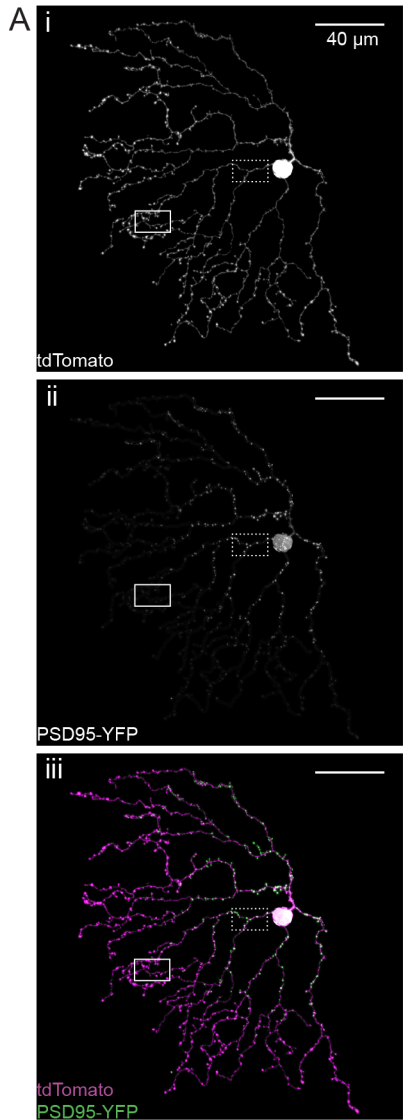 A
i
40 µm
tdTomato
ii
PSD95-YFP
iii
tdTomato
PSD95-YFP